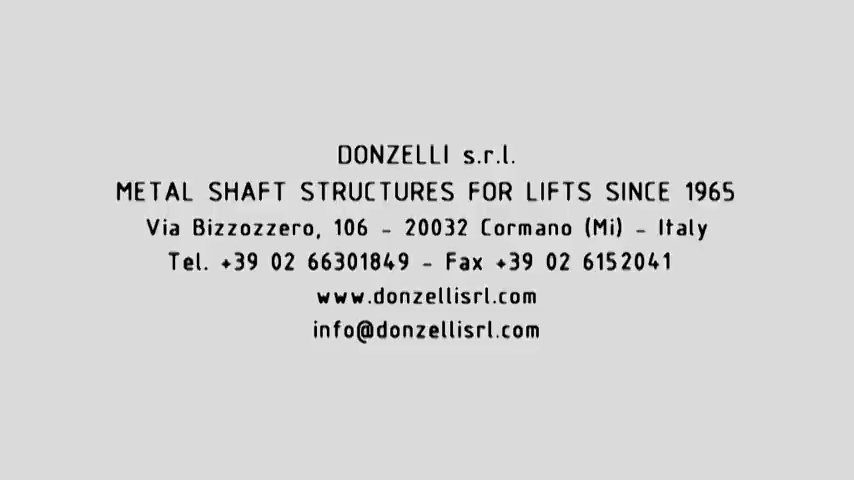 DONZELLI s.r.l.
METAL SHAFT STRUCTURES FOR LIFTS SINCE 1965
Via Bizzozzero, 106 - 20032 Cormano (Mi) - Italy
Tel. +39 02 66301849 - Fax +39 02 6152041
www.donzellisrl.com
info@donzellisrl.com